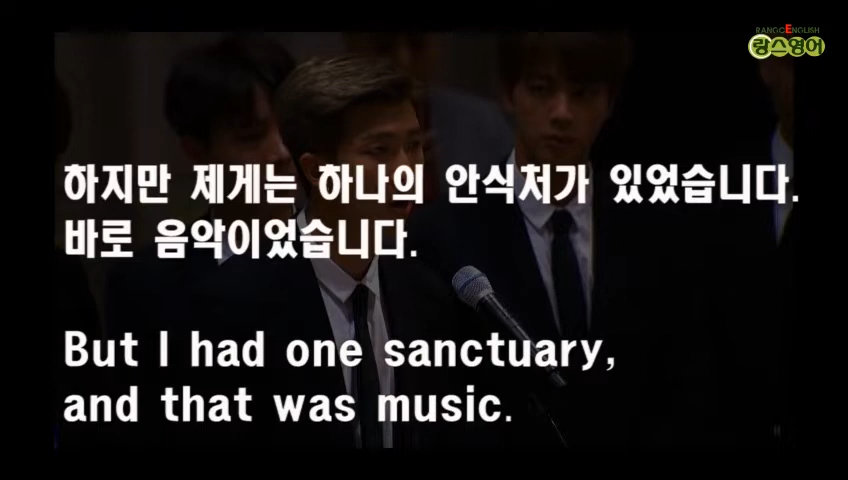 RANGCENGLISH
랑스영어
하지만 제게는 하나의 안식처가 있었습니다.
바로 음악이었습니다.
But I had one sanctuary,
and that was music.